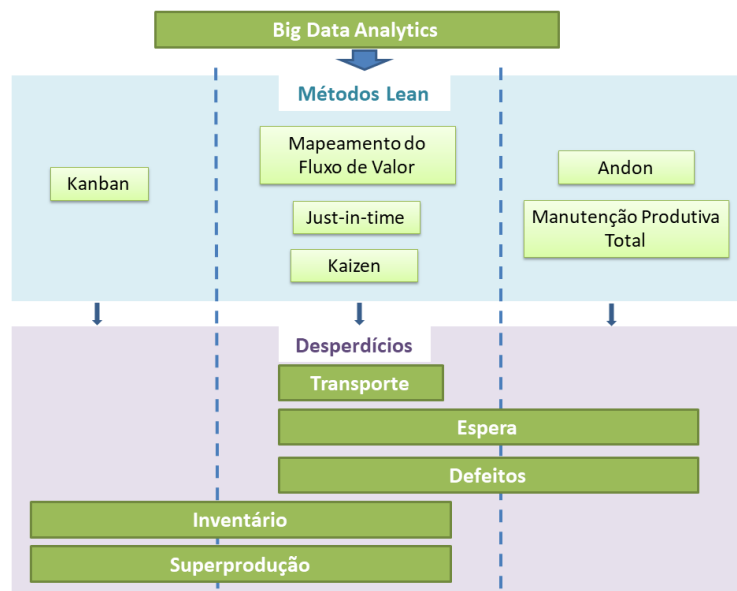 Big Data Analytics
Métodos Lean
Kanban
Mapeamento do
Fluxo de Valor
Just-in-time
Kaizen
Andon
Manutenção Produtiva
Total
Desperdícios
Transporte
Espera
Defeitos
Inventário
Superprodução